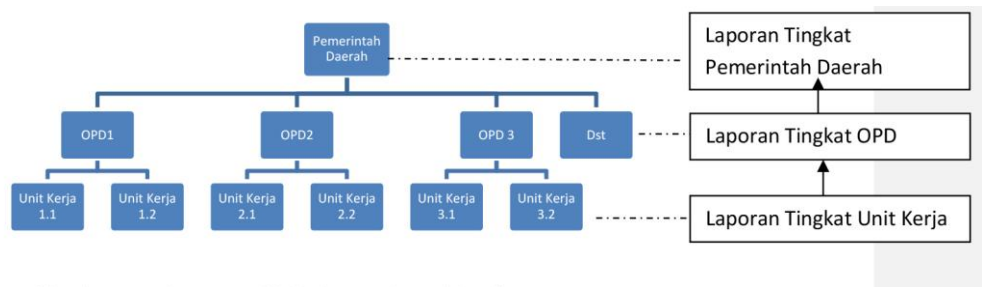 Pemerintah
Daerah
Laporan Tingkat
Pemerintah Daerah
OPD1
OPD2
OPD 3
Dst
Laporan Tingkat OPD
Unit Kerja
1.1
Unit Kerja
1.2
Unit Kerja
2.1
Unit Kerja
2.2
Unit Kerja
3.1
Unit Kerja
3.2
Laporan Tingkat Unit Kerja